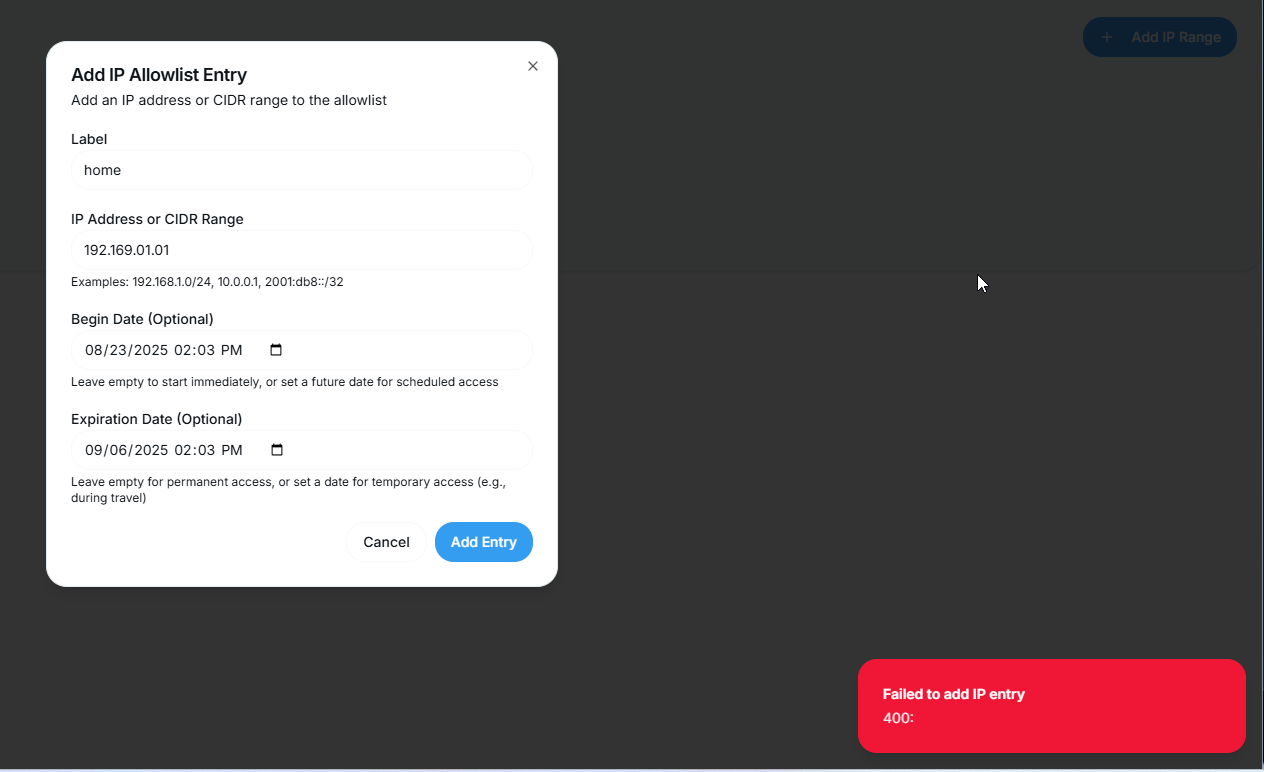 + Add IP Range
Add IP Allowlist Entry
Add an IP address or CIDR range to the allowlist
Label
home
IP Address or CIDR Range
192.169.01.01
Examples: 192.168.1.0/24, 10.0.0.1, 2001:db8::/32
Begin Date (Optional)
08/23/2025 02:03 PM
Leave empty to start immediately, or set a future date for scheduled access
Expiration Date (Optional)
09/06/2025 02:03 PM
Leave empty for permanent access, or set a date for temporary access (e.g.,
during travel)
Cancel
Add Entry
Failed to add IP entry
400: